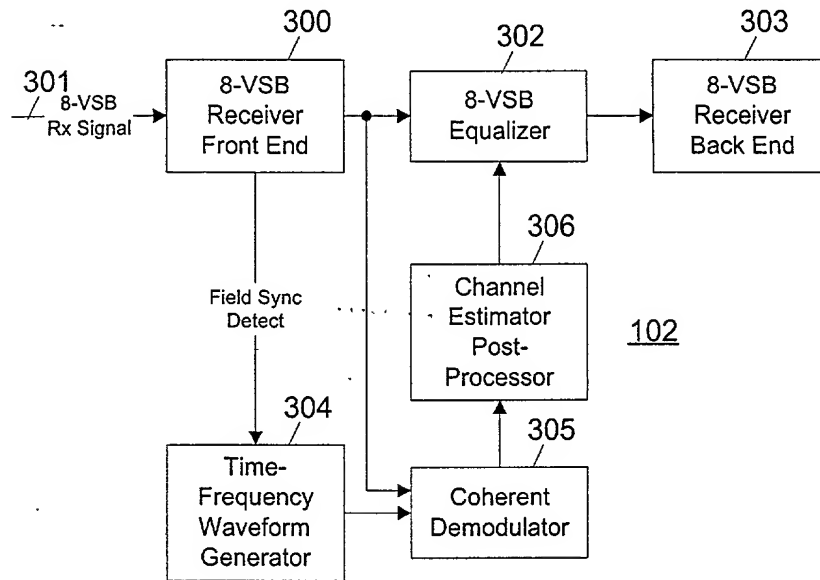 300
302
303
301
8-VSB
Rx Signal
8-VSB
Receiver
Front End
8-VSB
Equalizer
8-VSB
Receiver
Back End
306
Field Sync
Detect
Channel
Estimator
Post-
Processor
102
304
305
Time-
Frequency
Waveform
Generator
Coherent
Demodulator